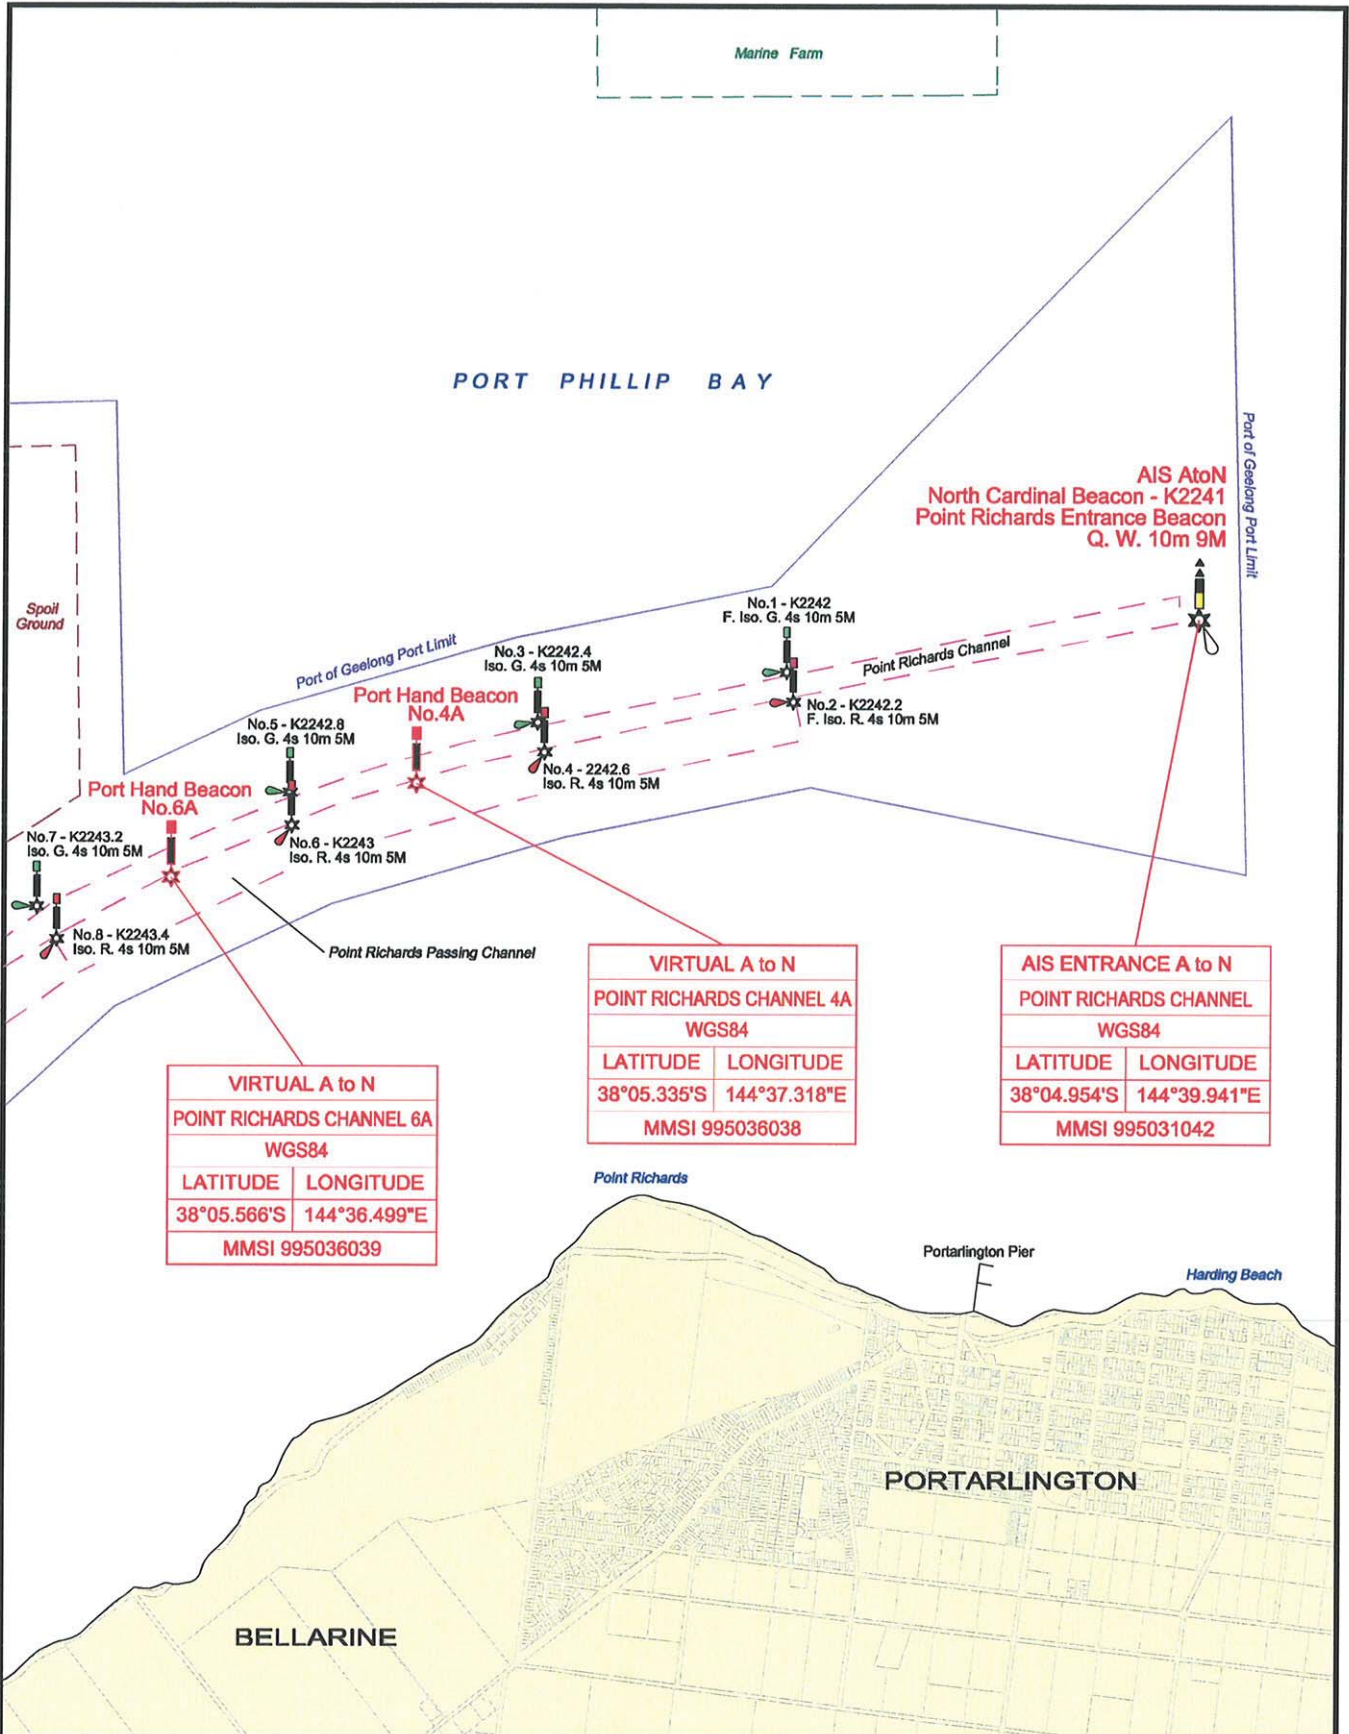 Marine Farm
PORT PHILLIP BAY
Port of Geelong Port Limit
AIS AtoN
North Cardinal Beacon - K2241
Point Richards Entrance Beacon
Q. W. 10m 9M
Spoil
Ground
No.1 - K2242
F. Iso. G. 4s 10m 5M
Point Richards Channel
Port of Geelong Port Limit
No.3 - K2242.4
Iso. G. 4s 10m 5M
Port Hand Beacon
No.4A
No.2 - K2242.2
F. Iso. R. 4s 10m 5M
No.5 - K2242.8
Iso. G. 4s 10m 5M
No.4 - 2242.6
Iso. R. 4s 10m 5M
Port Hand Beacon
No.6A
No.7 - K2243.2
Iso. G. 4s 10m 5M
No.6 - K2243
Iso. R. 4s 10m 5M
No.8 - K2243.4
Iso. R. 4s 10m 5M
Point Richards Passing Channel
VIRTUAL A to N
POINT RICHARDS CHANNEL 4A
WGS84
LATITUDE LONGITUDE
38°05.335'S 144°37.318"E
MMSI 995036038
AIS ENTRANCE A to N
POINT RICHARDS CHANNEL
WGS84
LATITUDE LONGITUDE
38°04.954'S 144°39.941"E
MMSI 995031042
VIRTUAL A to N
POINT RICHARDS CHANNEL 6A
WGS84
LATITUDE LONGITUDE
38°05.566'S 144°36.499"E
MMSI 995036039
Point Richards
Portarlington Pier
Harding Beach
PORTARLINGTON
BELLARINE